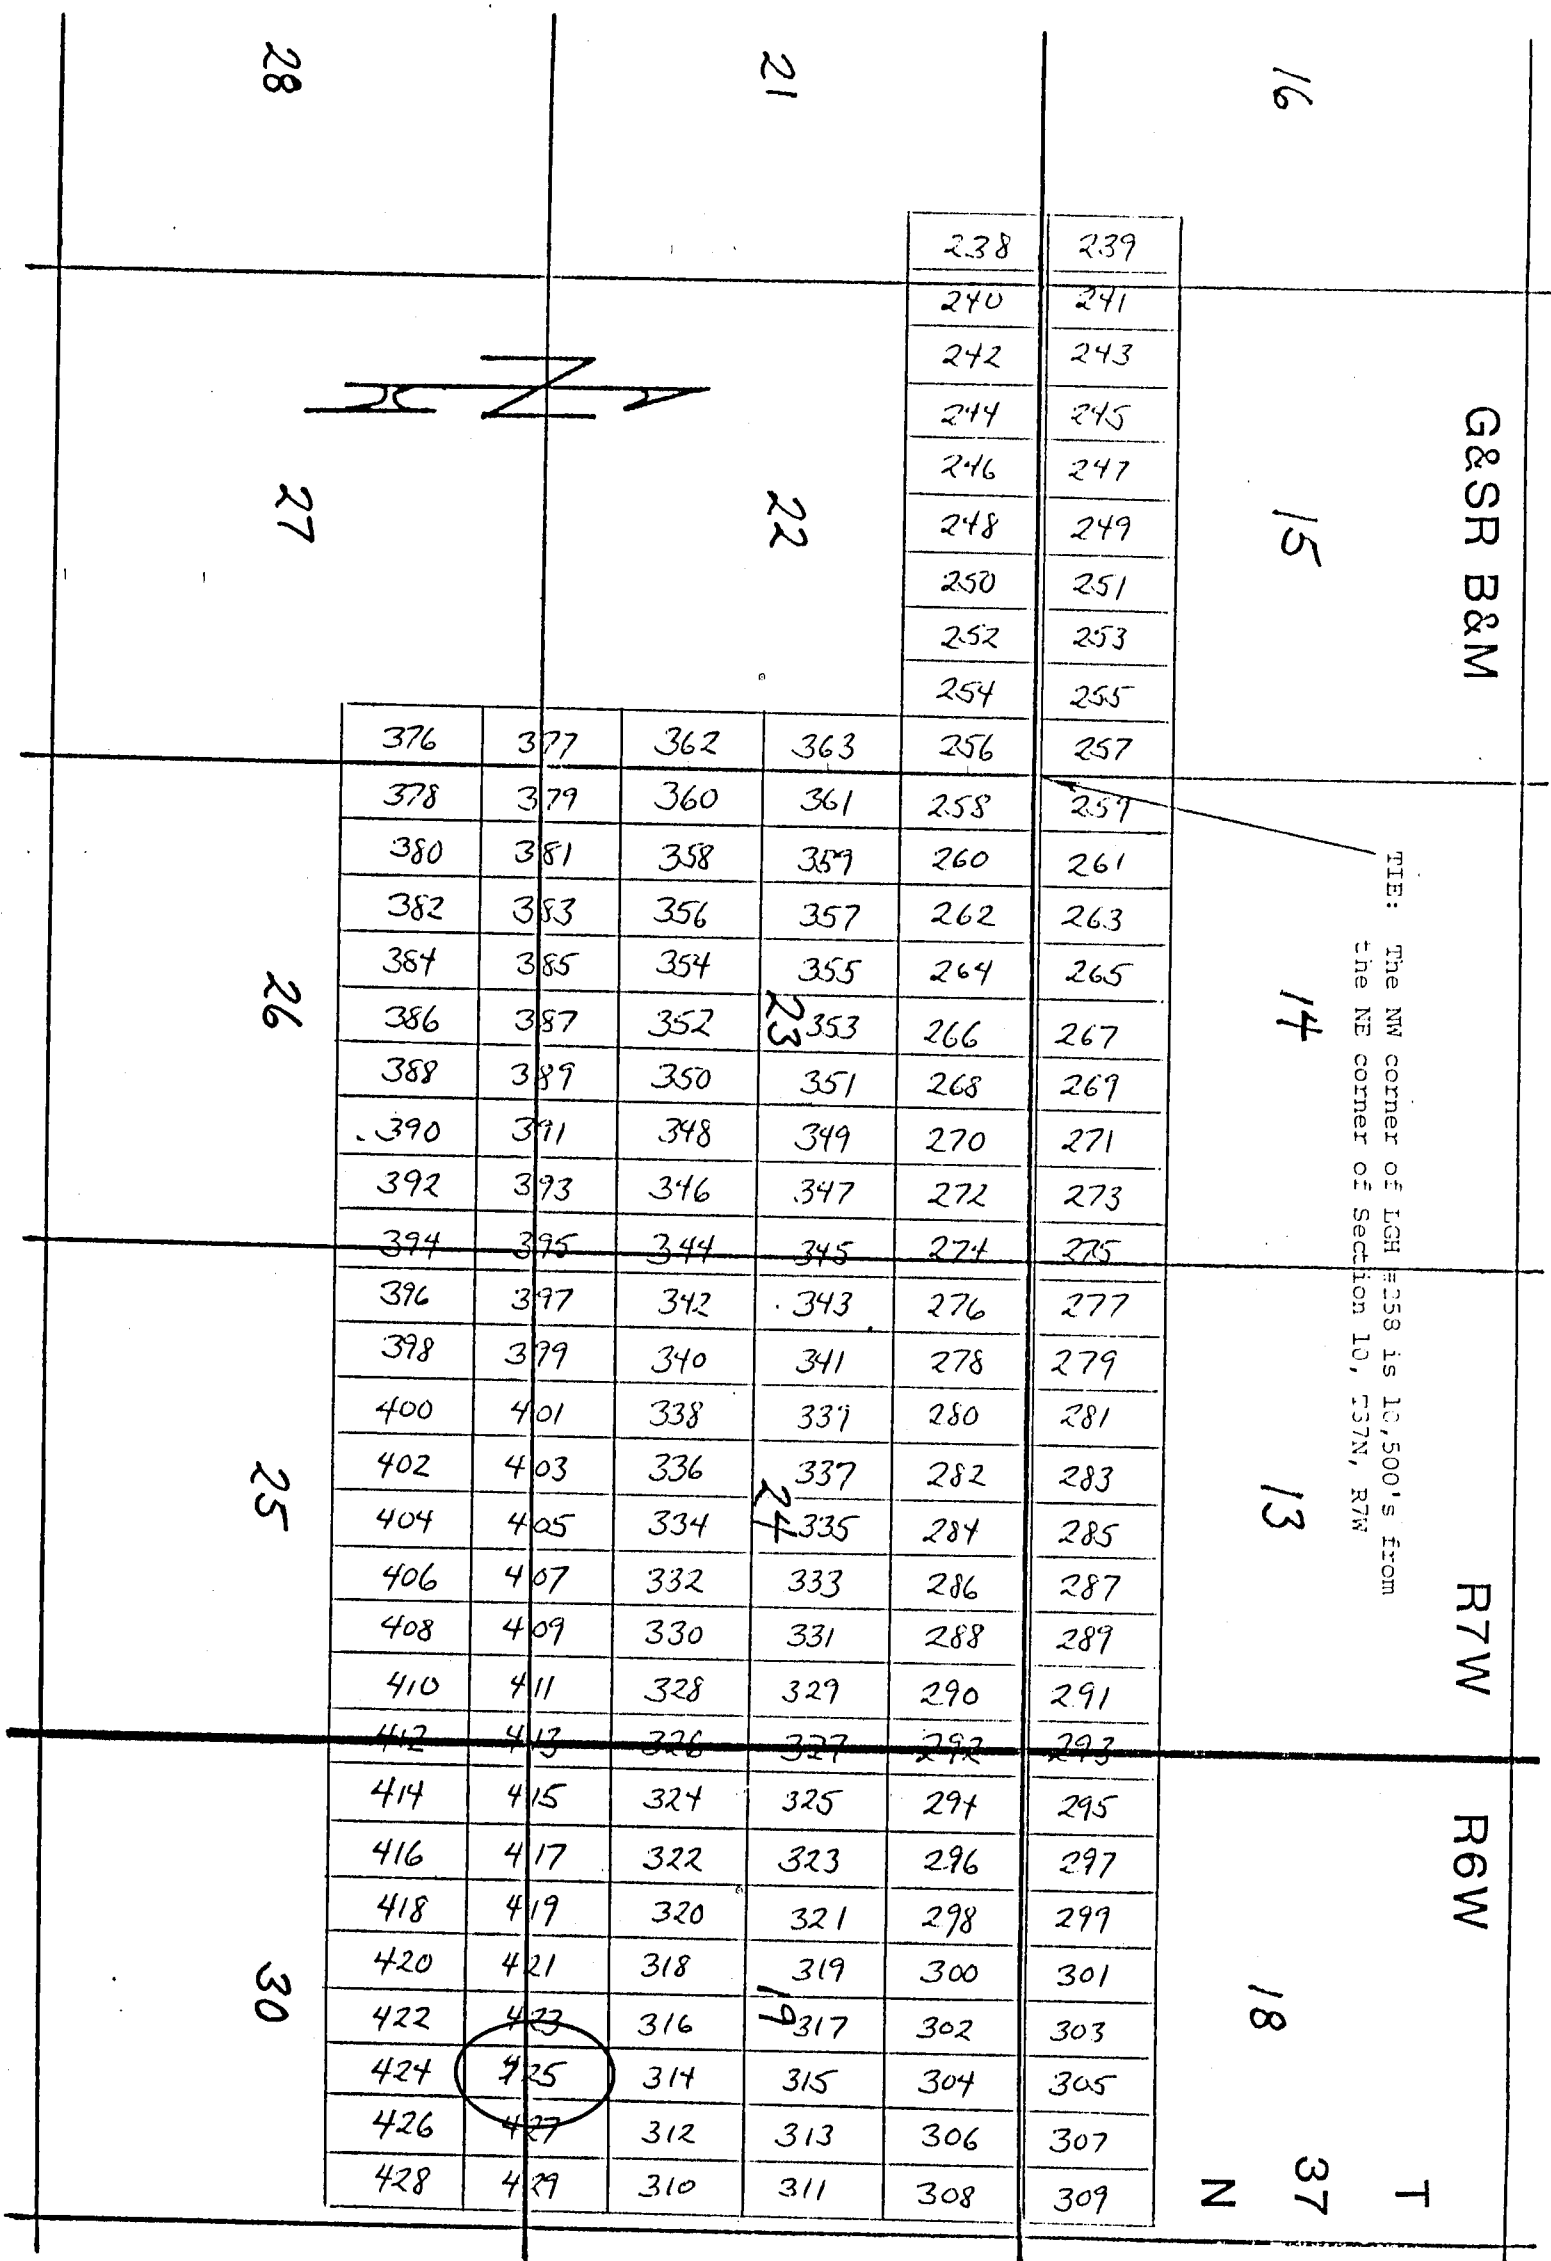 G&SR B&M
R7W
R6W
T
37
N
TIE: The NW corner of LGH #258 is 10,500's from
the NE corner of Section 10, T37N, R7W
16
15
14
13
18
21
22
23
24
19
28
27
26
25
30
N
238 239
240 241
242 243
244 245
246 247
248 249
250 251
252 253
254 255
376 377 362 363 256 257
378 379 360 361 258 259
380 381 358 359 260 261
382 383 356 357 262 263
384 385 354 355 264 265
386 387 352 353 266 267
388 389 350 351 268 269
390 391 348 349 270 271
392 393 346 347 272 273
394 395 344 345 274 275
396 397 342 343 276 277
398 399 340 341 278 279
400 401 338 339 280 281
402 403 336 337 282 283
404 405 334 335 284 285
406 407 332 333 286 287
408 409 330 331 288 289
410 411 328 329 290 291
412 413 326 327 292 293
414 415 324 325 294 295
416 417 322 323 296 297
418 419 320 321 298 299
420 421 318 319 300 301
422 423 316 317 302 303
424 425 314 315 304 305
426 427 312 313 306 307
428 429 310 311 308 309